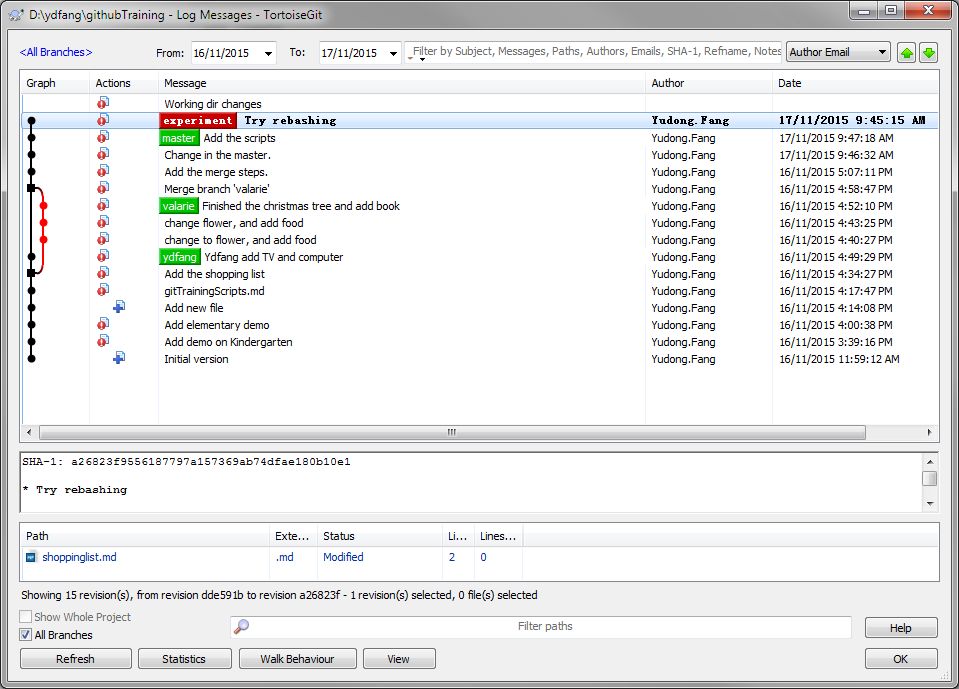 D:\ydfang\githubTraining - Log Messages - TortoiseGit
<All Branches> From: 16/11/2015 To: 17/11/2015 Filter by Subject, Messages, Paths, Authors, Emails, SHA-1, Refname, Notes Author Email
Graph Actions Message Author Date
Working dir changes
experiment Try rebashing Yudong.Fang 17/11/2015 9:45:15 AM
master Add the scripts Yudong.Fang 17/11/2015 9:47:18 AM
Change in the master. Yudong.Fang 17/11/2015 9:46:32 AM
Add the merge steps. Yudong.Fang 16/11/2015 5:07:11 PM
Merge branch 'valarie' Yudong.Fang 16/11/2015 4:58:47 PM
valarie Finished the christmas tree and add book Yudong.Fang 16/11/2015 4:52:10 PM
change flower, and add food Yudong.Fang 16/11/2015 4:43:25 PM
change to flower, and add food Yudong.Fang 16/11/2015 4:40:27 PM
ydfang Ydfang add TV and computer Yudong.Fang 16/11/2015 4:49:29 PM
Add the shopping list Yudong.Fang 16/11/2015 4:34:27 PM
gitTrainingScripts.md Yudong.Fang 16/11/2015 4:17:47 PM
Add new file Yudong.Fang 16/11/2015 4:14:08 PM
Add elementary demo Yudong.Fang 16/11/2015 4:00:38 PM
Add demo on Kindergarten Yudong.Fang 16/11/2015 3:39:16 PM
Initial version Yudong.Fang 16/11/2015 11:59:12 AM
SHA-1: a26823f9556187797a157369ab74dfae180b10e1
* Try rebashing
Path Exte... Status Li... Lines...
shoppinglist.md .md Modified 2 0
Showing 15 revision(s), from revision dde591b to revision a26823f - 1 revision(s) selected, 0 file(s) selected
Show Whole Project
Filter paths Help
All Branches
Refresh Statistics Walk Behaviour View OK